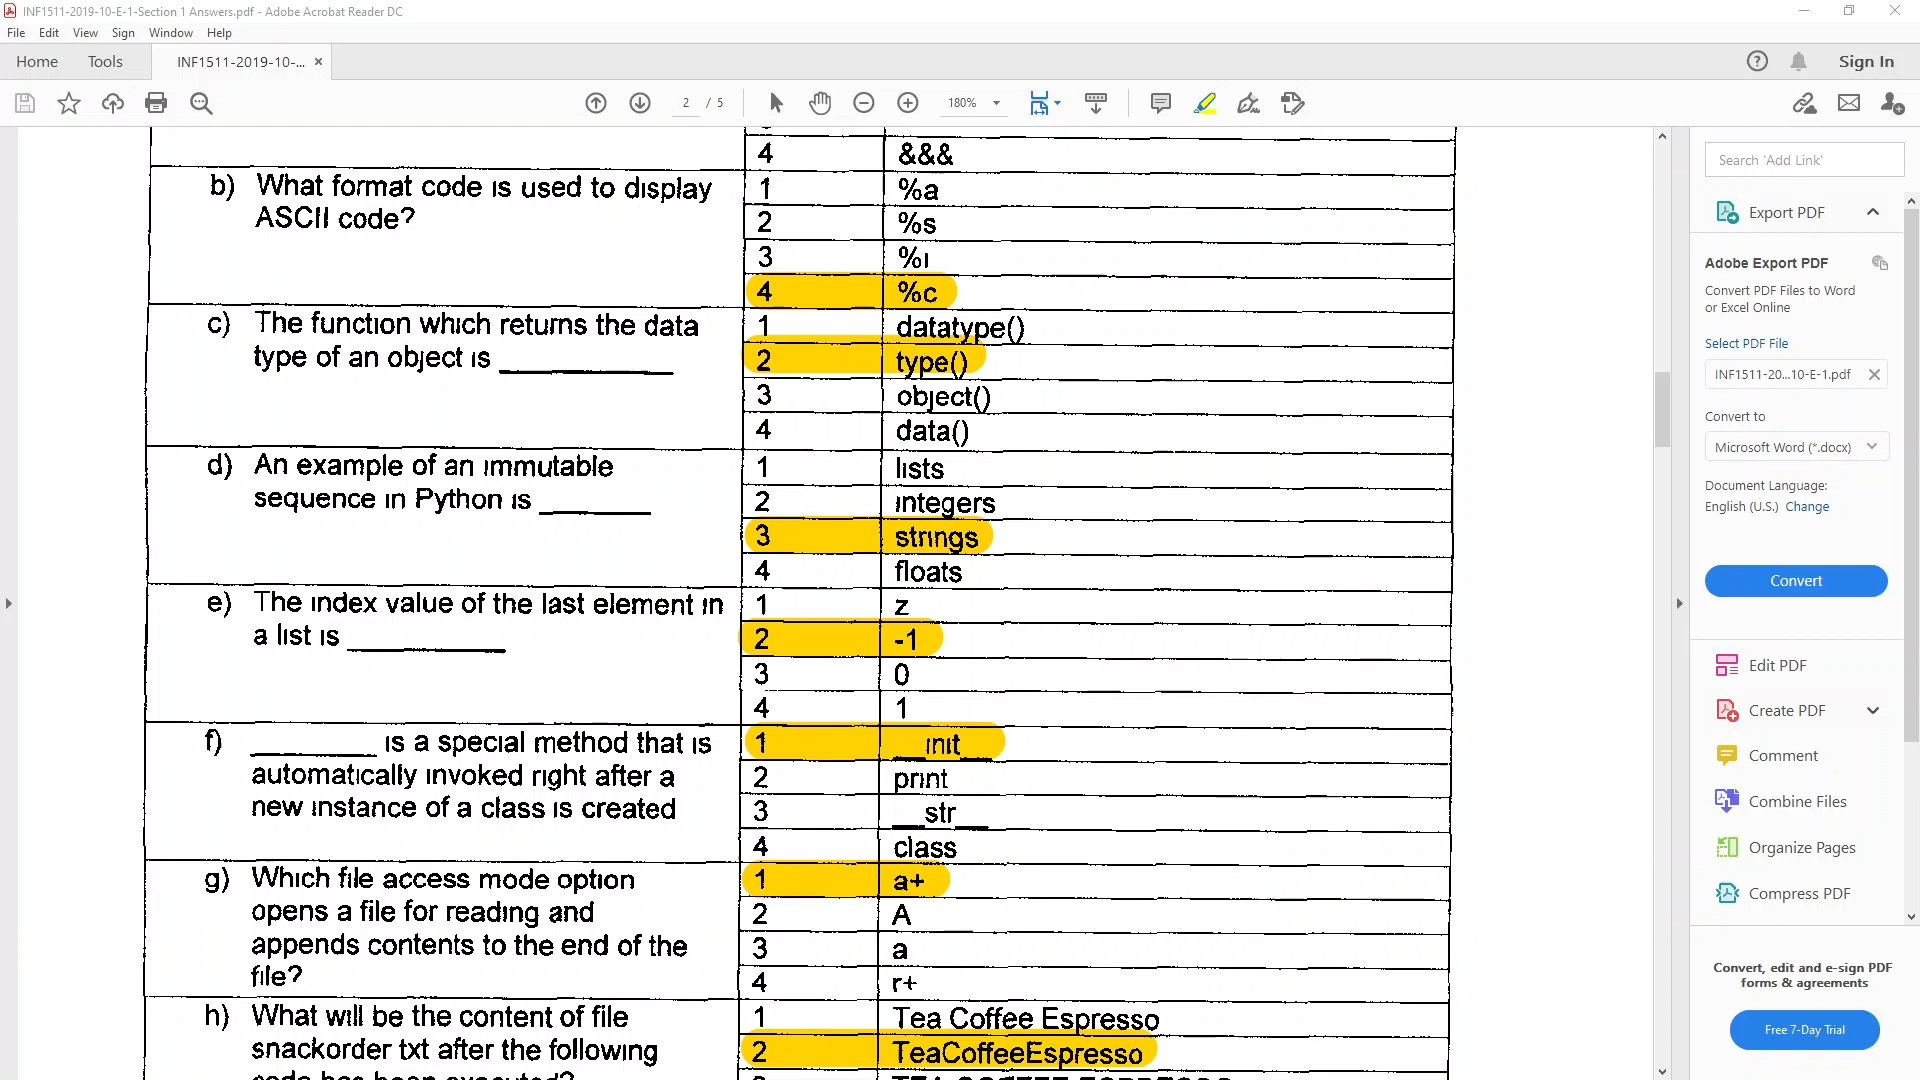 INF1511-2019-10-E-1-Section 1 Answers.pdf - Adobe Acrobat Reader DC
File Edit View Sign Window Help
Home Tools INF1511-2019-10-... × Sign In
2 / 5 180%
4 &&&
b) What format code is used to display
ASCII code?
1 %a
2 %s
3 %i
4 %c
c) The function which returns the data
type of an object is ____________
1 datatype()
2 type()
3 object()
4 data()
d) An example of an immutable
sequence in Python is ________
1 lists
2 integers
3 strings
4 floats
e) The index value of the last element in
a list is ___________
1 z
2 -1
3 0
4 1
f) _________ is a special method that is
automatically invoked right after a
new instance of a class is created
1 __init__
2 print
3 __str__
4 class
g) Which file access mode option
opens a file for reading and
appends contents to the end of the
file?
1 a+
2 A
3 a
4 r+
h) What will be the content of file
snackorder txt after the following
code has been executed?
1 Tea Coffee Espresso
2 TeaCoffeeEspresso
TEA COFFEE ESPRESSO
Search 'Add Link'
Export PDF
Adobe Export PDF
Convert PDF Files to Word
or Excel Online
Select PDF File
INF1511-20...10-E-1.pdf
Convert to
Microsoft Word (*.docx)
Document Language:
English (U.S.) Change
Convert
Edit PDF
Create PDF
Comment
Combine Files
Organize Pages
Compress PDF
Convert, edit and e-sign PDF
forms & agreements
Free 7-Day Trial